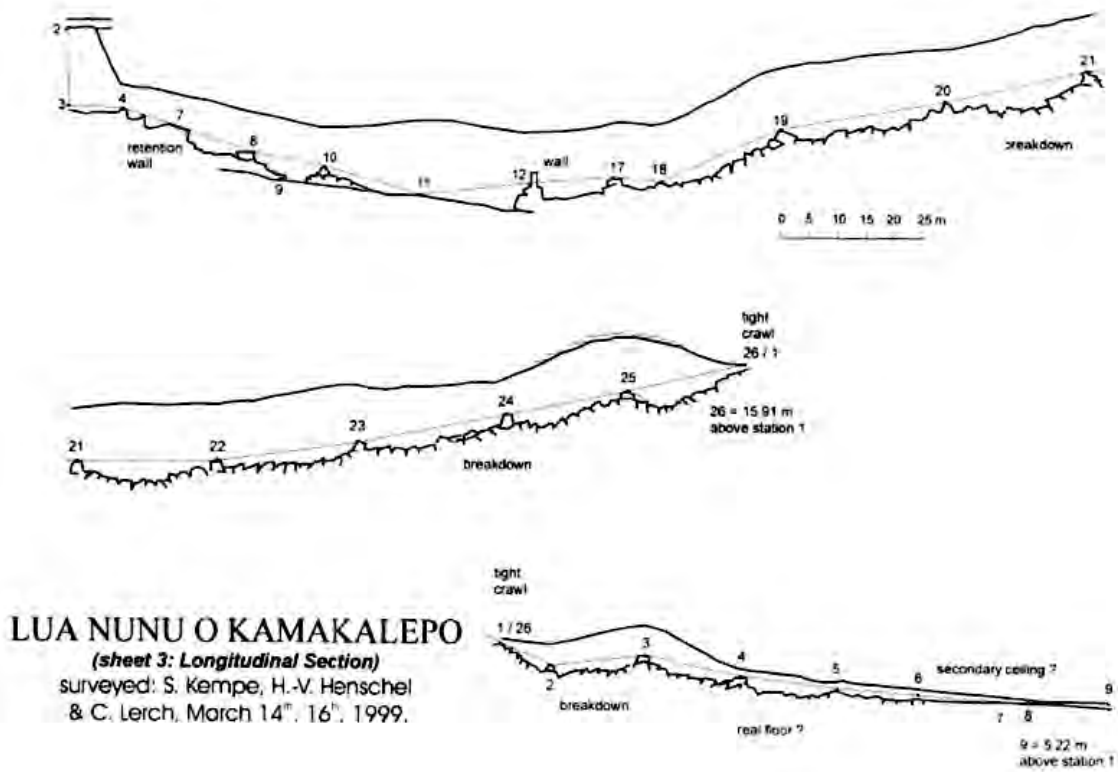 2
3
4
7
retention
wall
8
9
10
11
12
wall
17
18
19
20
21
breakdown
0 5 10 15 20 25 m
tight
crawl
26 / 1
21
22
23
24
25
breakdown
26 = 15 91 m
above station 1
LUA NUNU O KAMAKALEPO
(sheet 3: Longitudinal Section)
surveyed: S. Kempe, H.-V. Henschel
& C. Lerch, March 14th, 16h, 1999.
tight
crawl
1 / 26
2
3
4
5
6
7
8
9
breakdown
secondary ceiling ?
real floor ?
9 = 5.22 m
above station 1